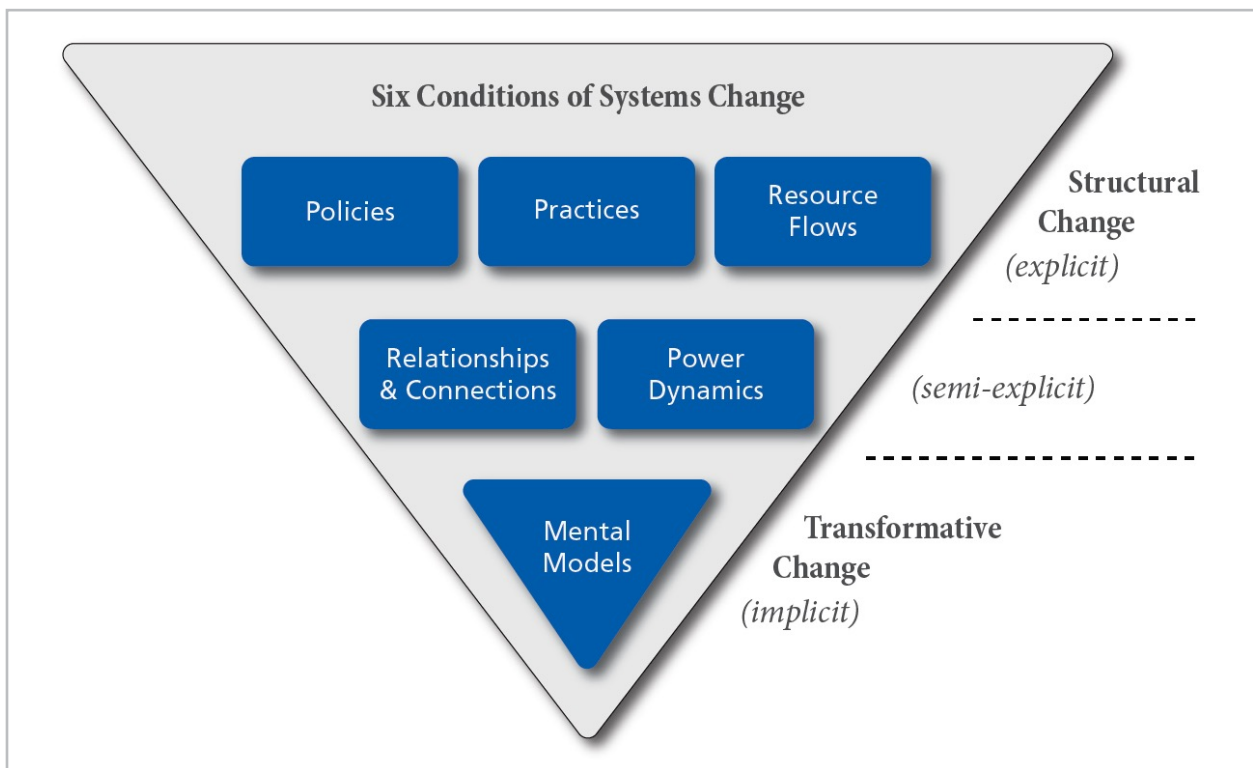 Six Conditions of Systems Change
Policies
Practices
Resource
Flows
Structural
Change
(explicit)
Relationships
& Connections
Power
Dynamics
(semi-explicit)
Mental
Models
Transformative
Change
(implicit)